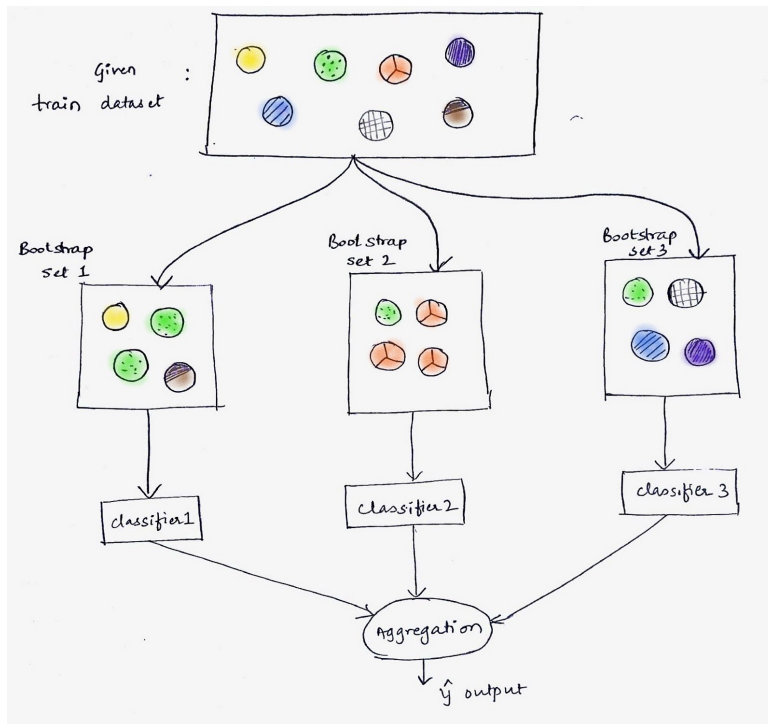 Given :
train dataset
Bootstrap
set 1
Bootstrap
set 2
Bootstrap
set 3
classifier1
classifier2
classifier 3
Aggregation
ŷ output